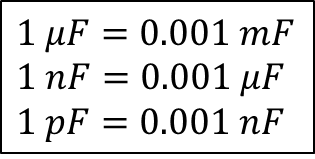 1 μF = 0.001 mF
1 nF = 0.001 μF
1 pF = 0.001 nF